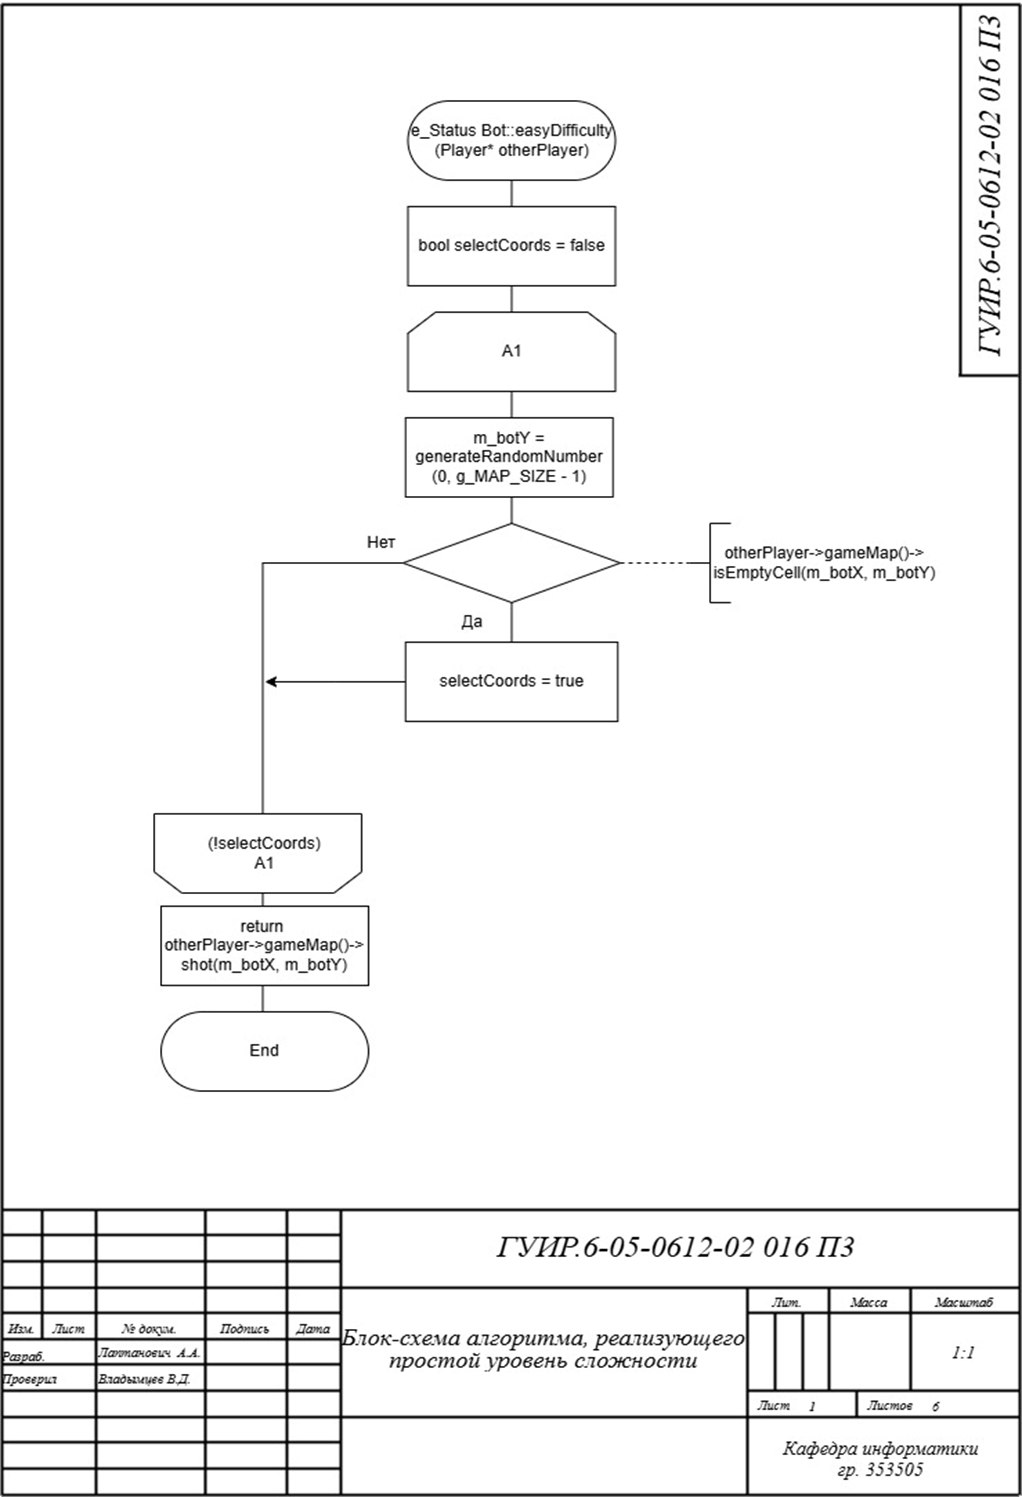 ГУИР.6-05-0612-02 016 ПЗ
e_Status Bot::easyDifficulty
(Player* otherPlayer)
bool selectCoords = false
A1
m_botY =
generateRandomNumber
(0, g_MAP_SIZE - 1)
Нет
otherPlayer->gameMap()->
isEmptyCell(m_botX, m_botY)
Да
selectCoords = true
(!selectCoords)
A1
return
otherPlayer->gameMap()->
shot(m_botX, m_botY)
End
ГУИР.6-05-0612-02 016 ПЗ
Лит. Масса Масштаб
Изм. Лист № докум. Подпись Дата
Разраб. Лаптанович А.А.
Проверил Владымцев В.Д.
Блок-схема алгоритма, реализующего
простой уровень сложности
1:1
Лист 1 Листов 6
Кафедра информатики
гр. 353505